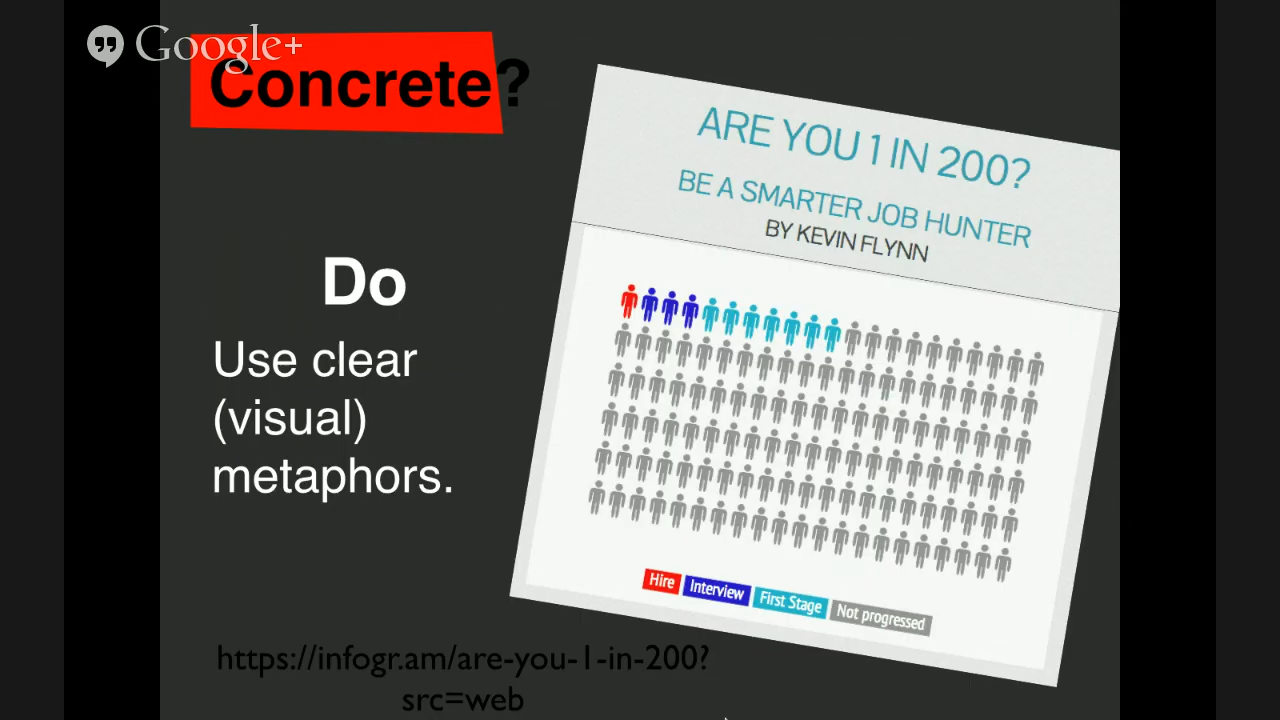 Google+
Concrete?
Do
Use clear
(visual)
metaphors.
ARE YOU 1 IN 200?
BE A SMARTER JOB HUNTER
BY KEVIN FLYNN
Hire Interview First Stage Not progressed
https://infogr.am/are-you-1-in-200?
src=web